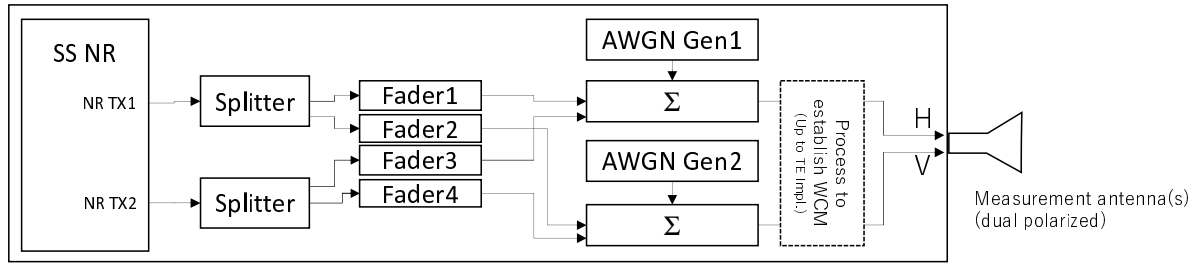 SS NR
NR TX1
NR TX2
Splitter
Splitter
Fader1
Fader2
Fader3
Fader4
AWGN Gen1
Σ
AWGN Gen2
Σ
Process to
establish WCM
(Up to TE Impl.)
H
V
Measurement antenna(s)
(dual polarized)